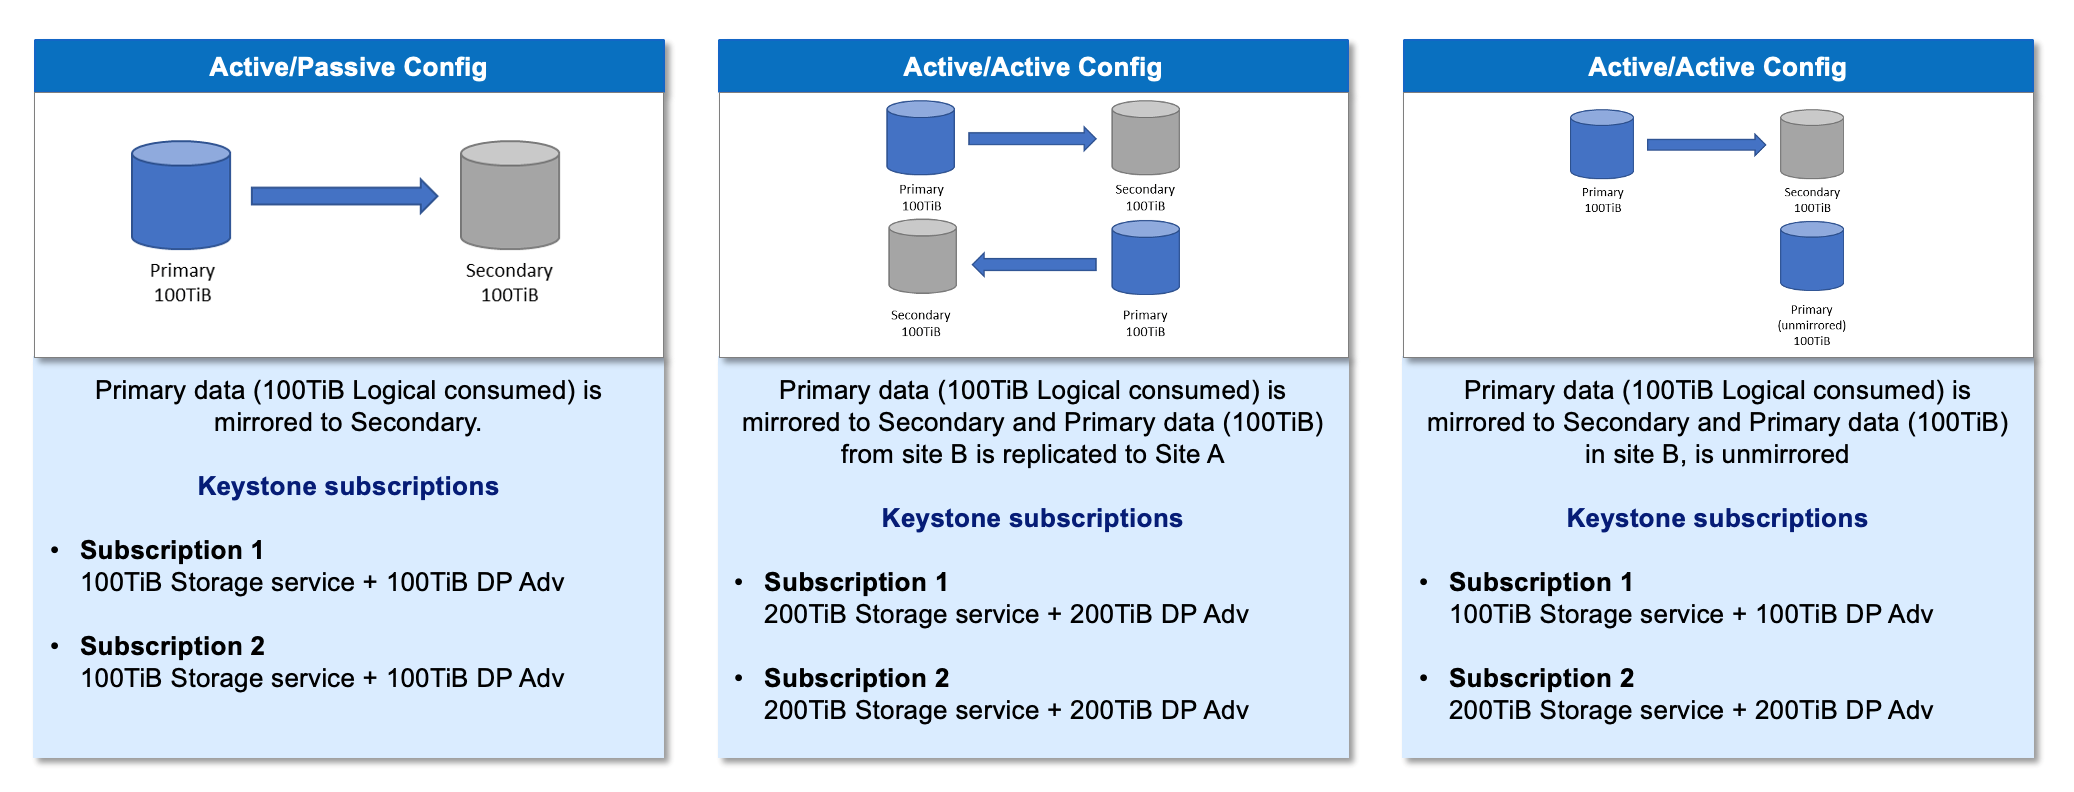 Active/Passive Config
Primary
100TiB
Secondary
100TiB
Primary data (100TiB Logical consumed) is
mirrored to Secondary.
Keystone subscriptions
• Subscription 1
100TiB Storage service + 100TiB DP Adv
• Subscription 2
100TiB Storage service + 100TiB DP Adv
Active/Active Config
Primary
100TiB
Secondary
100TiB
Secondary
100TiB
Primary
100TiB
Primary data (100TiB Logical consumed) is
mirrored to Secondary and Primary data (100TiB)
from site B is replicated to Site A
Keystone subscriptions
• Subscription 1
200TiB Storage service + 200TiB DP Adv
• Subscription 2
200TiB Storage service + 200TiB DP Adv
Active/Active Config
Primary
100TiB
Secondary
100TiB
Primary
(unmirrored)
100TiB
Primary data (100TiB Logical consumed) is
mirrored to Secondary and Primary data (100TiB)
in site B, is unmirrored
Keystone subscriptions
• Subscription 1
100TiB Storage service + 100TiB DP Adv
• Subscription 2
200TiB Storage service + 200TiB DP Adv